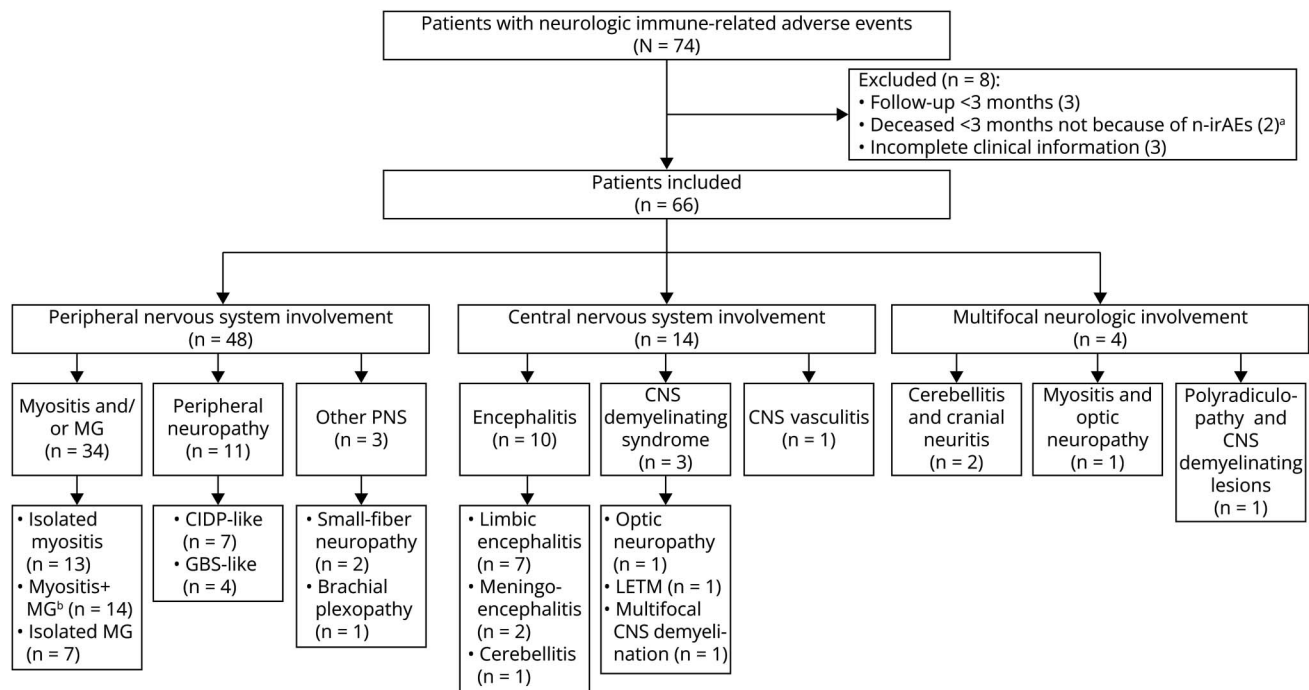 Patients with neurologic immune-related adverse events
(N = 74)
Excluded (n = 8):
• Follow-up <3 months (3)
• Deceased <3 months not because of n-irAEs (2)ᵃ
• Incomplete clinical information (3)
Patients included
(n = 66)
Peripheral nervous system involvement
(n = 48)
Central nervous system involvement
(n = 14)
Multifocal neurologic involvement
(n = 4)
Myositis and/
or MG
(n = 34)
Peripheral
neuropathy
(n = 11)
Other PNS
(n = 3)
Encephalitis
(n = 10)
CNS
demyelinating
syndrome
(n = 3)
CNS vasculitis
(n = 1)
Cerebellitis
and cranial
neuritis
(n = 2)
Myositis and
optic
neuropathy
(n = 1)
Polyradiculo-
pathy and
CNS
demyelinating
lesions
(n = 1)
• Isolated
myositis
(n = 13)
• Myositis+
MGᵇ (n = 14)
• Isolated MG
(n = 7)
• CIDP-like
(n = 7)
• GBS-like
(n = 4)
• Small-fiber
neuropathy
(n = 2)
• Brachial
plexopathy
(n = 1)
• Limbic
encephalitis
(n = 7)
• Meningo-
encephalitis
(n = 2)
• Cerebellitis
(n = 1)
• Optic
neuropathy
(n = 1)
• LETM (n = 1)
• Multifocal
CNS demyeli-
nation (n = 1)